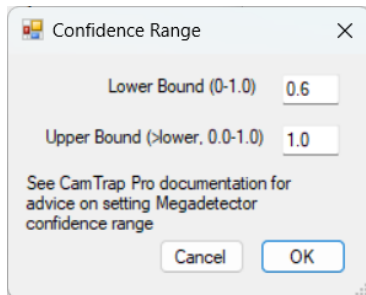 Confidence Range
Lower Bound (0-1.0) 0.6
Upper Bound (>lower, 0.0-1.0) 1.0
See CamTrap Pro documentation for
advice on setting Megadetector
confidence range
Cancel OK